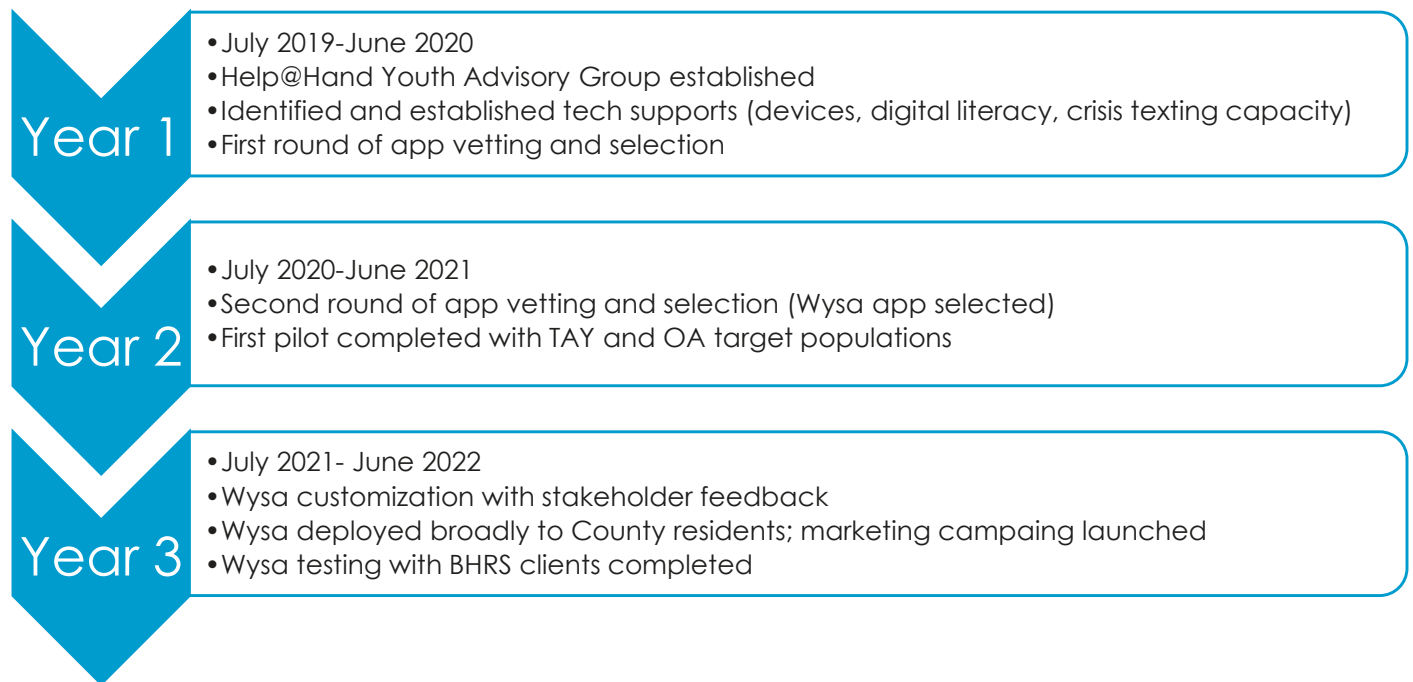 Year 1
•July 2019-June 2020
•Help@Hand Youth Advisory Group established
•Identified and established tech supports (devices, digital literacy, crisis texting capacity)
•First round of app vetting and selection
Year 2
•July 2020-June 2021
•Second round of app vetting and selection (Wysa app selected)
•First pilot completed with TAY and OA target populations
Year 3
•July 2021- June 2022
•Wysa customization with stakeholder feedback
•Wysa deployed broadly to County residents; marketing campaing launched
•Wysa testing with BHRS clients completed